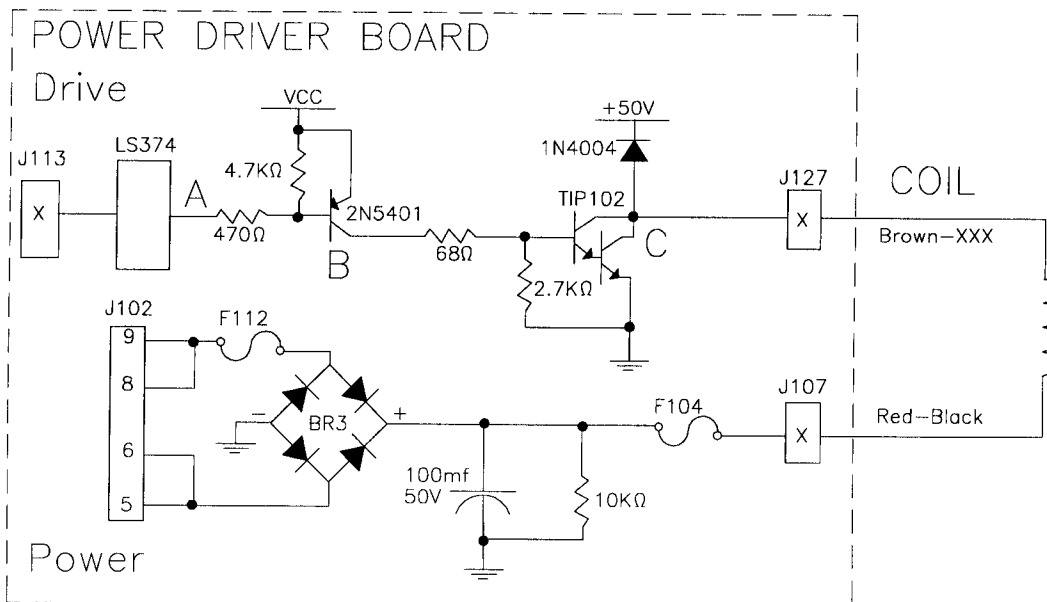 POWER DRIVER BOARD
Drive
VCC
+50V
LS374
1N4004
J113
4.7KΩ
TIP102
J127
COIL
A
X
2N5401
X
470Ω
B
68Ω
C
Brown-XXX
2.7KΩ
J102
F112
9
8
- BR3 +
F104
J107
Red-Black
X
6
5
100mf
50V
10KΩ
Power